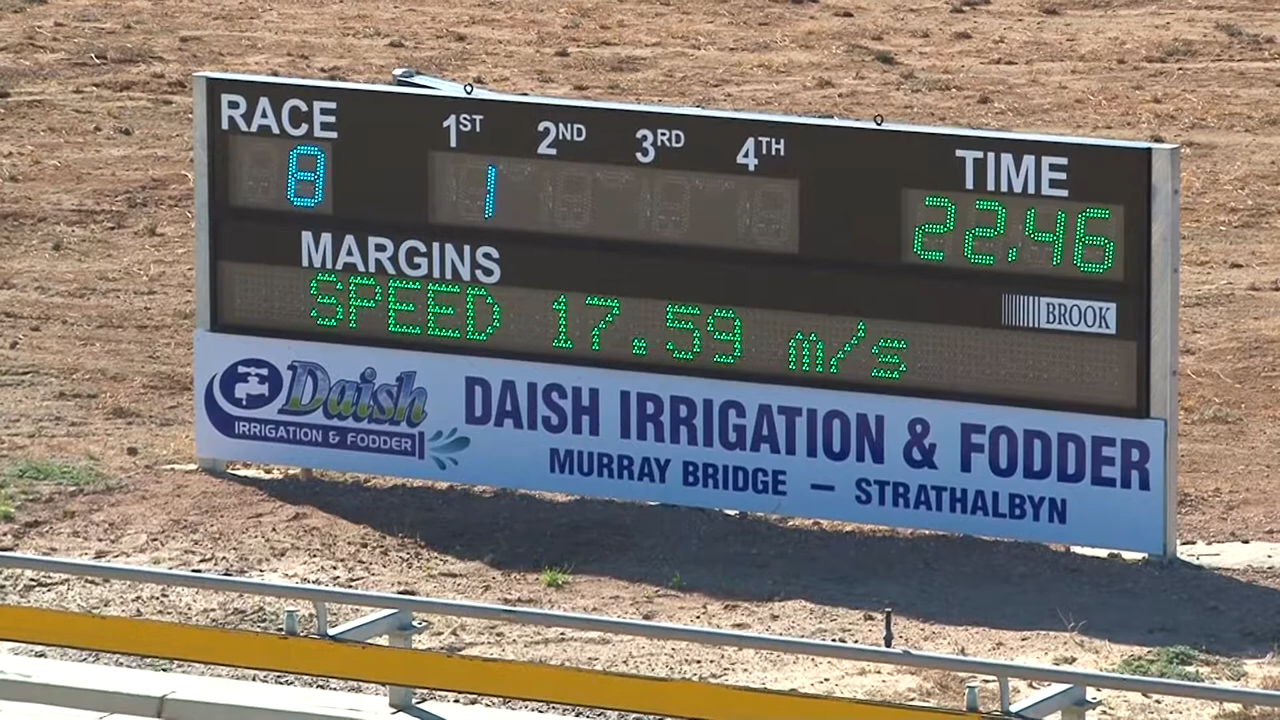 RACE 1ST 2ND 3RD 4TH TIME
8 1 22.46
MARGINS
BROOK
SPEED 17.59 m/s
Daish
IRRIGATION & FODDER
DAISH IRRIGATION & FODDER
MURRAY BRIDGE – STRATHALBYN